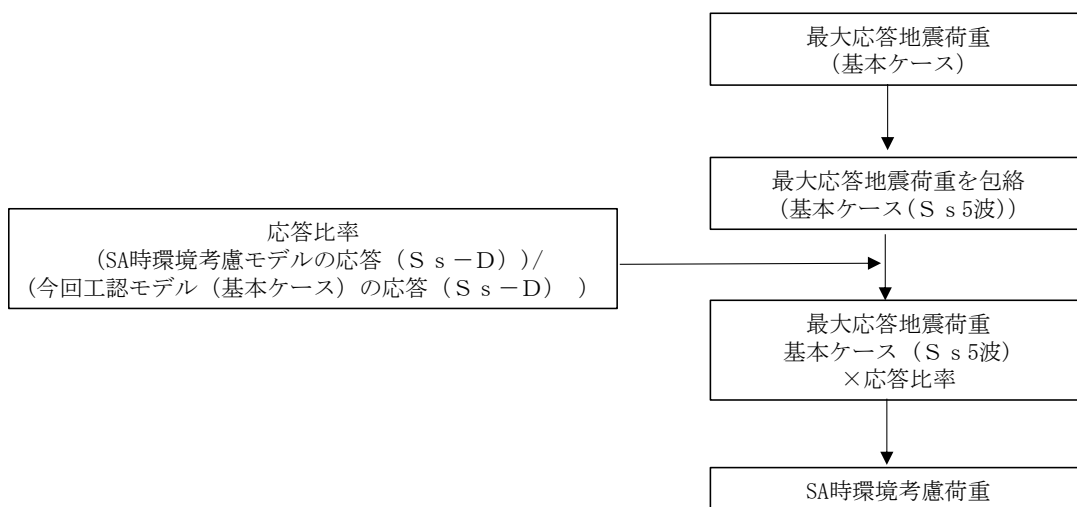 最大応答地震荷重
(基本ケース)
最大応答地震荷重を包絡
(基本ケース(Ｓｓ5波))
応答比率
(SA時環境考慮モデルの応答（Ｓｓ－Ｄ）)/
(今回工認モデル（基本ケース）の応答（Ｓｓ－Ｄ） )
最大応答地震荷重
基本ケース（Ｓｓ5波）
×応答比率
SA時環境考慮荷重